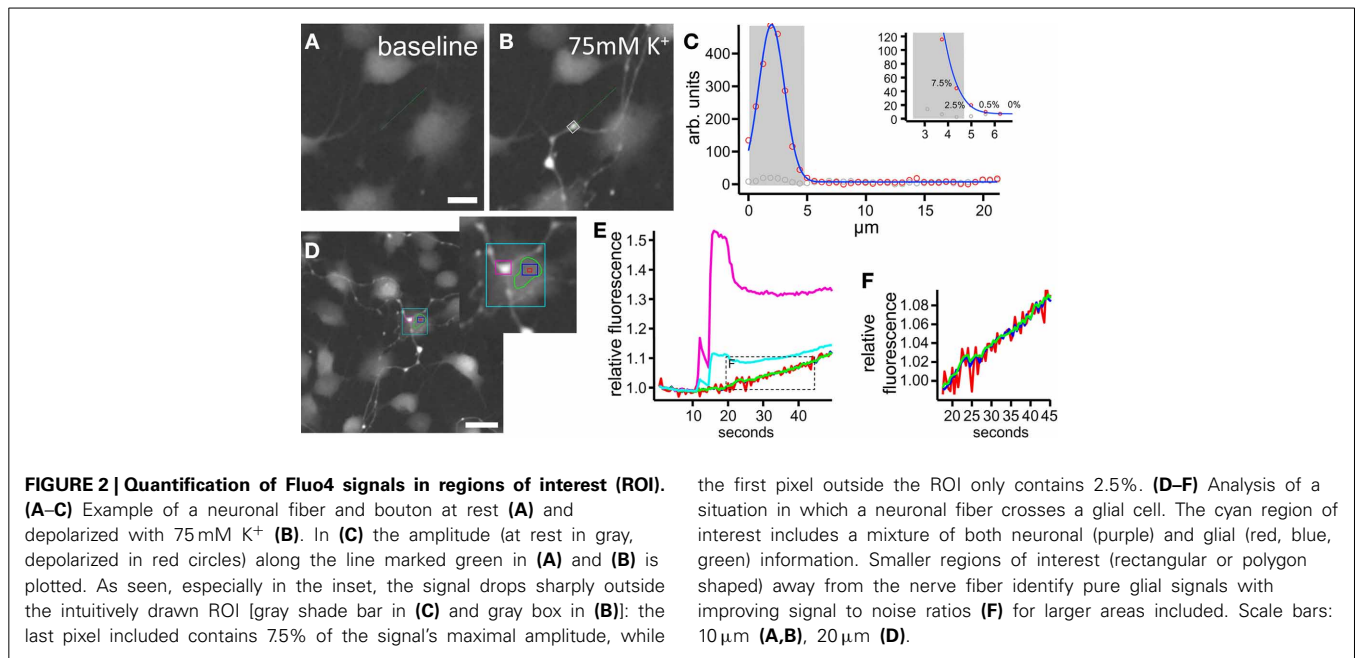 A
baseline
B
75mM K⁺
C
arb. units
400
300
200
100
0
0
5
10
15
20
µm
120
100
80
60
40
20
0
7.5%
2.5%
0.5%
0%
3
4
5
6
D
E
relative fluorescence
1.5
1.4
1.3
1.2
1.1
1.0
F
10
20
30
40
seconds
F
relative
fluorescence
1.08
1.06
1.04
1.02
1.00
20
25
30
35
40
45
seconds
FIGURE 2 | Quantification of Fluo4 signals in regions of interest (ROI).
(A–C) Example of a neuronal fiber and bouton at rest (A) and
depolarized with 75 mM K⁺ (B). In (C) the amplitude (at rest in gray,
depolarized in red circles) along the line marked green in (A) and (B) is
plotted. As seen, especially in the inset, the signal drops sharply outside
the intuitively drawn ROI [gray shade bar in (C) and gray box in (B)]: the
last pixel included contains 7.5% of the signal's maximal amplitude, while
the first pixel outside the ROI only contains 2.5%. (D–F) Analysis of a
situation in which a neuronal fiber crosses a glial cell. The cyan region of
interest includes a mixture of both neuronal (purple) and glial (red, blue,
green) information. Smaller regions of interest (rectangular or polygon
shaped) away from the nerve fiber identify pure glial signals with
improving signal to noise ratios (F) for larger areas included. Scale bars:
10 µm (A,B), 20 µm (D).